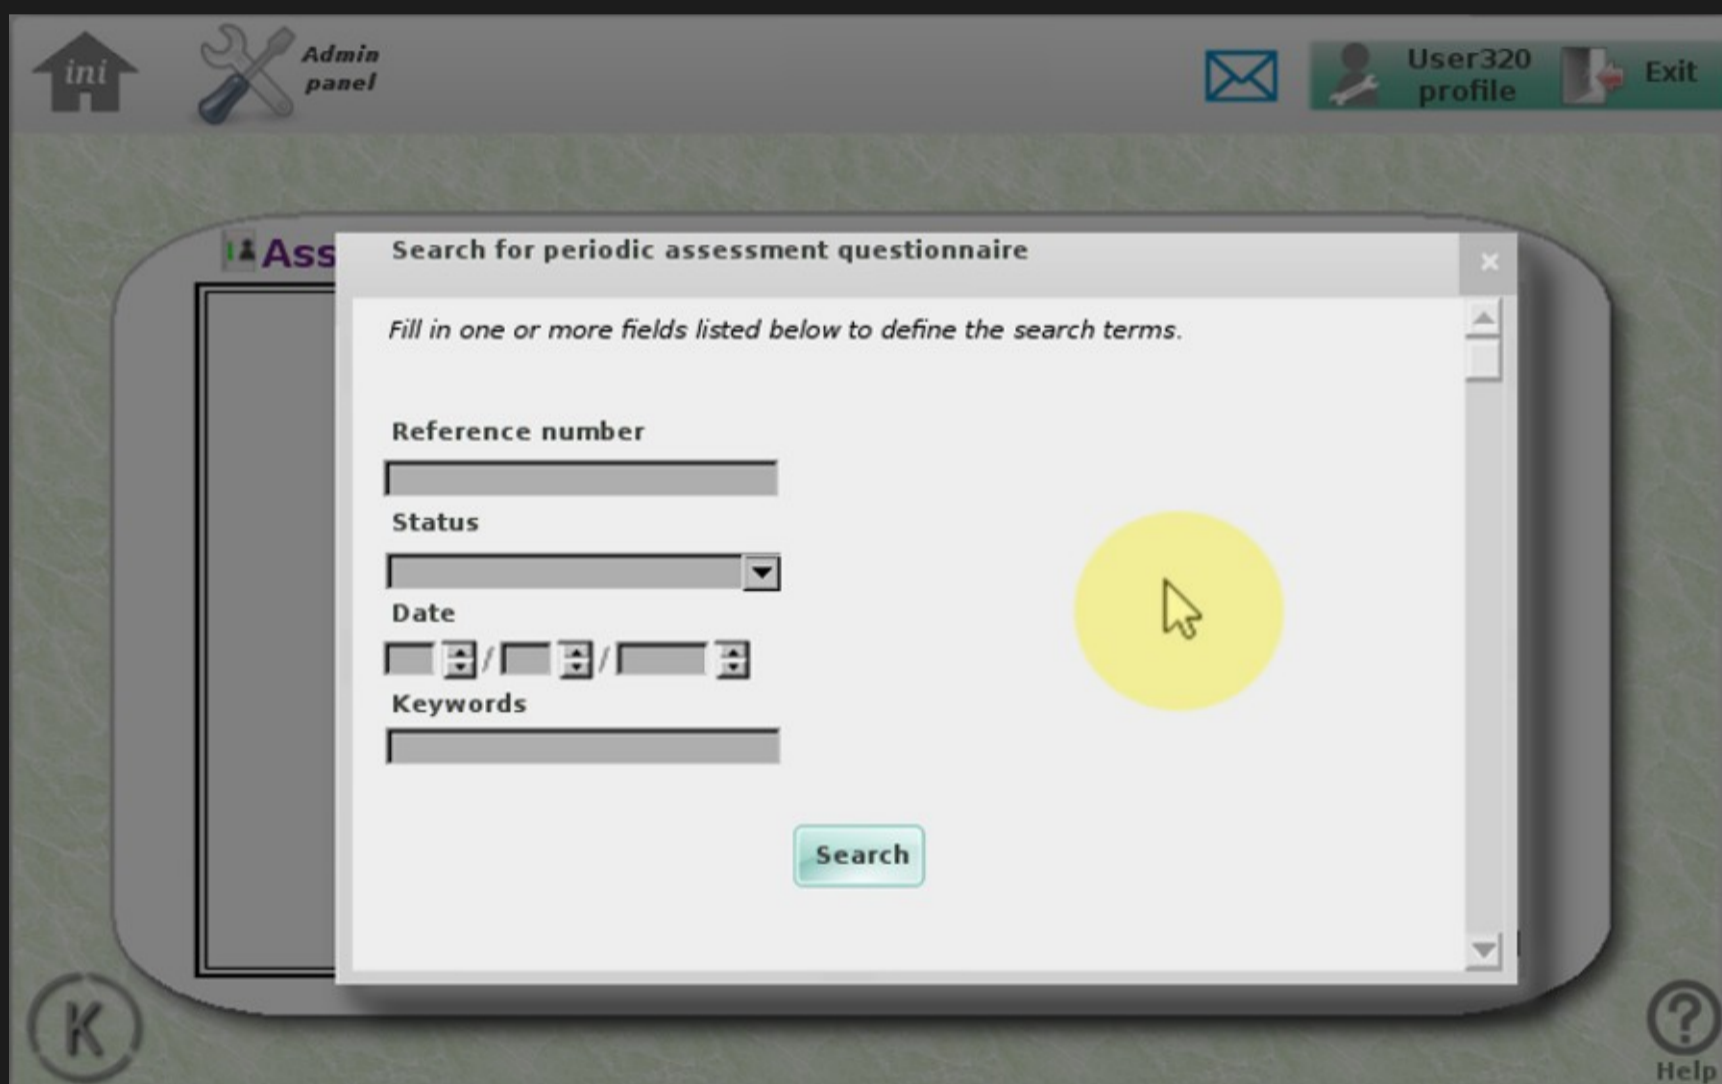 ini
Admin
panel
User320
profile
Exit
Ass
Search for periodic assessment questionnaire
Fill in one or more fields listed below to define the search terms.
Reference number
Status
Date
/ /
Keywords
Search
K
?
Help